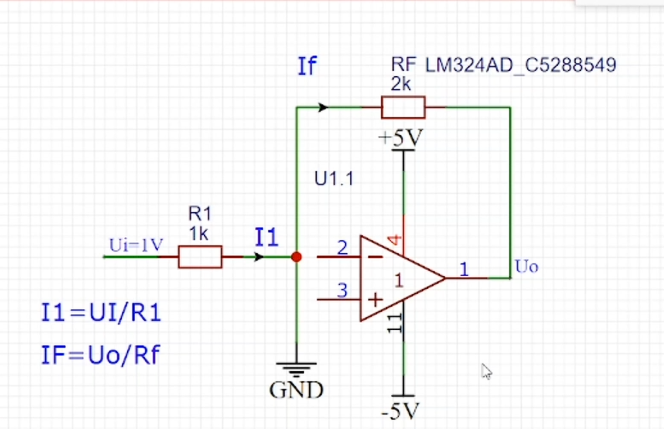 If
RF LM324AD_C5288549
2k
+5V
U1.1
R1
1k
Ui=1V
I1
2
4
3
1
1
Uo
11
I1=UI/R1
IF=Uo/Rf
GND
-5V